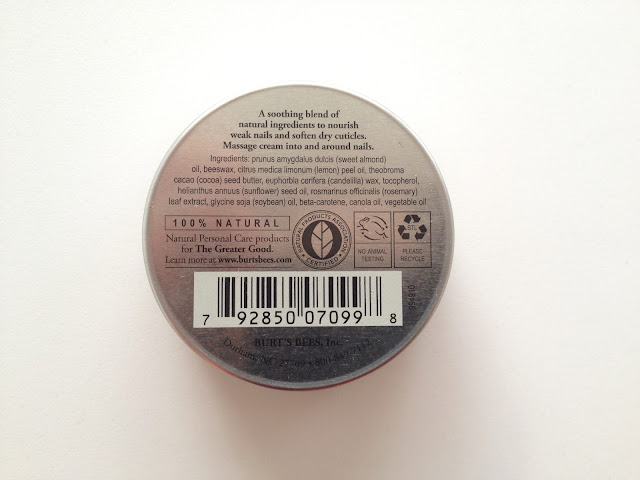 A soothing blend of
natural ingredients to nourish
weak nails and soften dry cuticles.
Massage cream into and around nails.
Ingredients: prunus amygdalus dulcis (sweet almond)
oil, beeswax, citrus medica limonum (lemon) peel oil, theobroma
cacao (cocoa) seed butter, euphorbia cerifera (candelilla) wax, tocopherol,
helianthus annuus (sunflower) seed oil, rosmarinus officinalis (rosemary)
leaf extract, glycine soja (soybean) oil, beta-carotene, canola oil, vegetable oil
100% NATURAL
Natural Personal Care products
for The Greater Good.
Learn more at www.burtsbees.com
NATURAL PRODUCTS ASSOCIATION
CERTIFIED
NO ANIMAL
TESTING
STL
PLEASE
RECYCLE
7 92850 07099 8
BURT'S BEES, Inc.
Durham, NC 27709